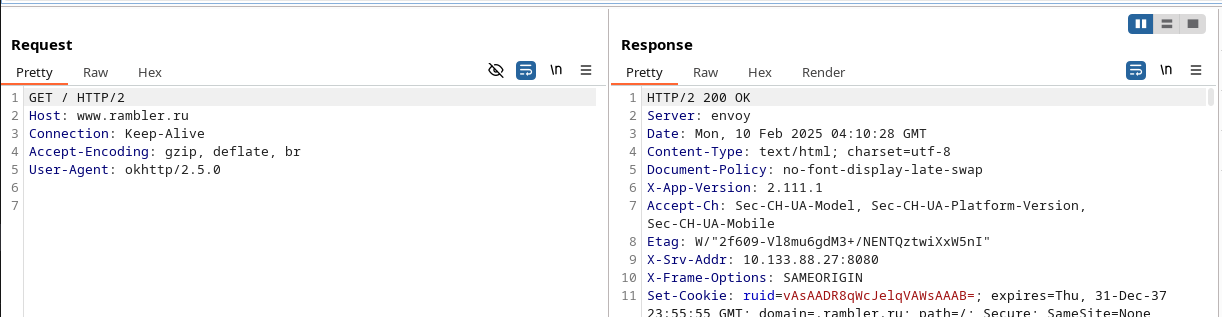 Request
Pretty Raw Hex \n
1 GET / HTTP/2
2 Host: www.rambler.ru
3 Connection: Keep-Alive
4 Accept-Encoding: gzip, deflate, br
5 User-Agent: okhttp/2.5.0
6
7
Response
Pretty Raw Hex Render \n
1 HTTP/2 200 OK
2 Server: envoy
3 Date: Mon, 10 Feb 2025 04:10:28 GMT
4 Content-Type: text/html; charset=utf-8
5 Document-Policy: no-font-display-late-swap
6 X-App-Version: 2.111.1
7 Accept-Ch: Sec-CH-UA-Model, Sec-CH-UA-Platform-Version,
Sec-CH-UA-Mobile
8 Etag: W/"2f609-Vl8mu6gdM3+/NENTQztwiXxW5nI"
9 X-Srv-Addr: 10.133.88.27:8080
10 X-Frame-Options: SAMEORIGIN
11 Set-Cookie: ruid=vAsAADR8qWcJelqVAWsAAAB=; expires=Thu, 31-Dec-37
23:55:55 GMT; domain=.rambler.ru; path=/; Secure; SameSite=None